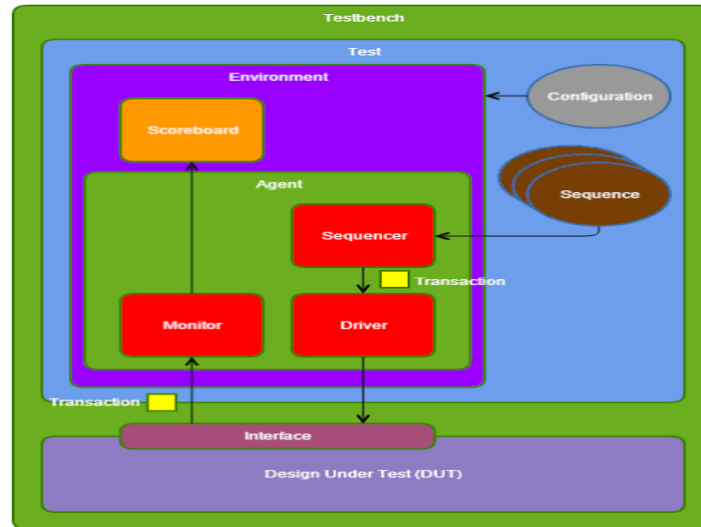 Testbench
Test
Environment
Configuration
Scoreboard
Agent
Sequence
Sequencer
Transaction
Monitor
Driver
Transaction
Interface
Design Under Test (DUT)